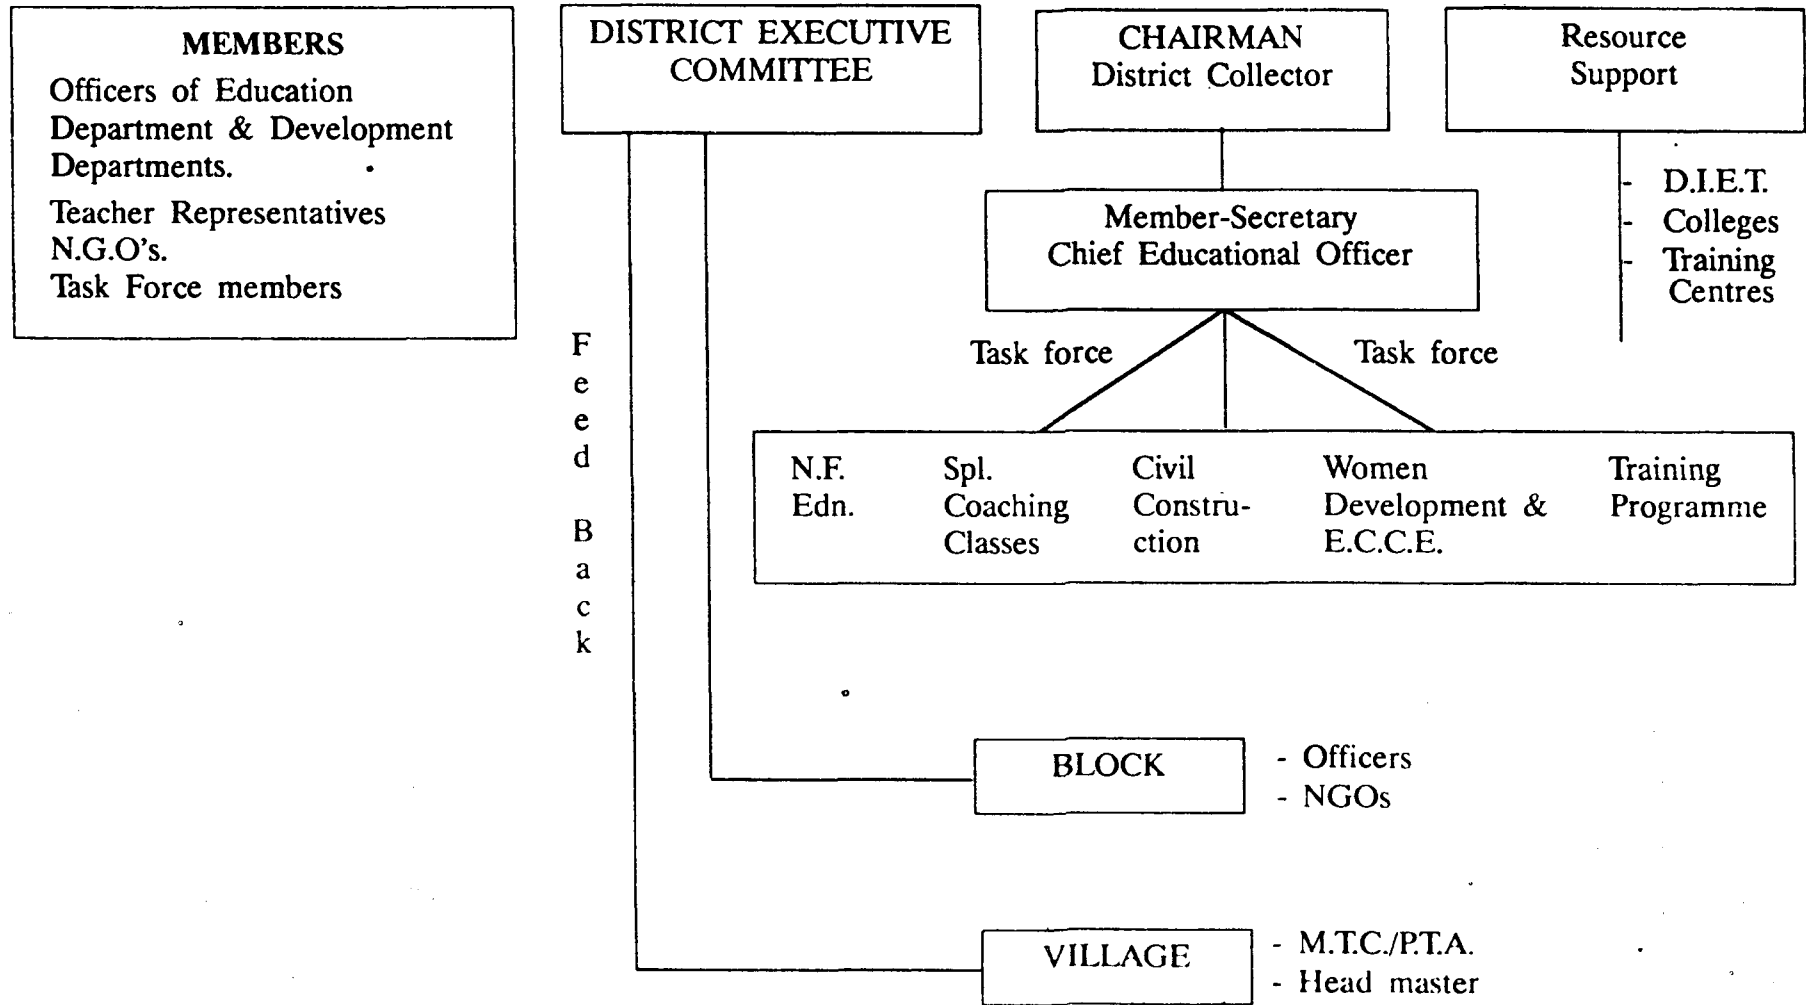 MEMBERS
Officers of Education
Department & Development
Departments.
Teacher Representatives
N.G.O's.
Task Force members
DISTRICT EXECUTIVE
COMMITTEE
CHAIRMAN
District Collector
Resource
Support
- D.I.E.T.
- Colleges
- Training
Centres
Member-Secretary
Chief Educational Officer
Task force
Task force
Feed Back
N.F.
Edn.
Spl.
Coaching
Classes
Civil
Constru-
ction
Women
Development &
E.C.C.E.
Training
Programme
BLOCK
- Officers
- NGOs
VILLAGE
- M.T.C./P.T.A.
- Head master